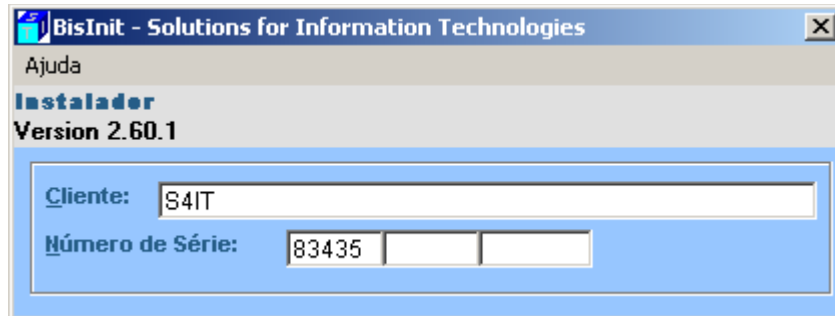 BisInit - Solutions for Information Technologies
Ajuda
Instalador
Version 2.60.1
Cliente: S4IT
Número de Série: 83435